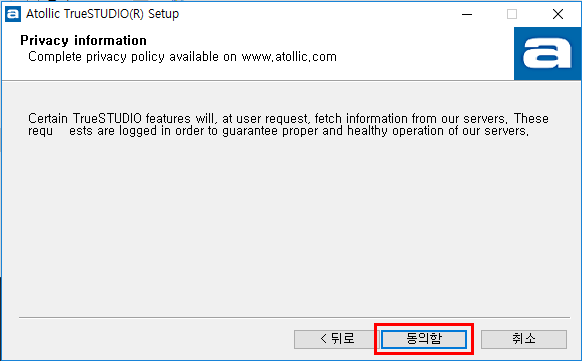 Atollic TrueSTUDIO(R) Setup
Privacy information
Complete privacy policy available on www.atollic.com
a
Certain TrueSTUDIO features will, at user request, fetch information from our servers. These
requ ests are logged in order to guarantee proper and healthy operation of our servers.
< 뒤로 동의함 취소